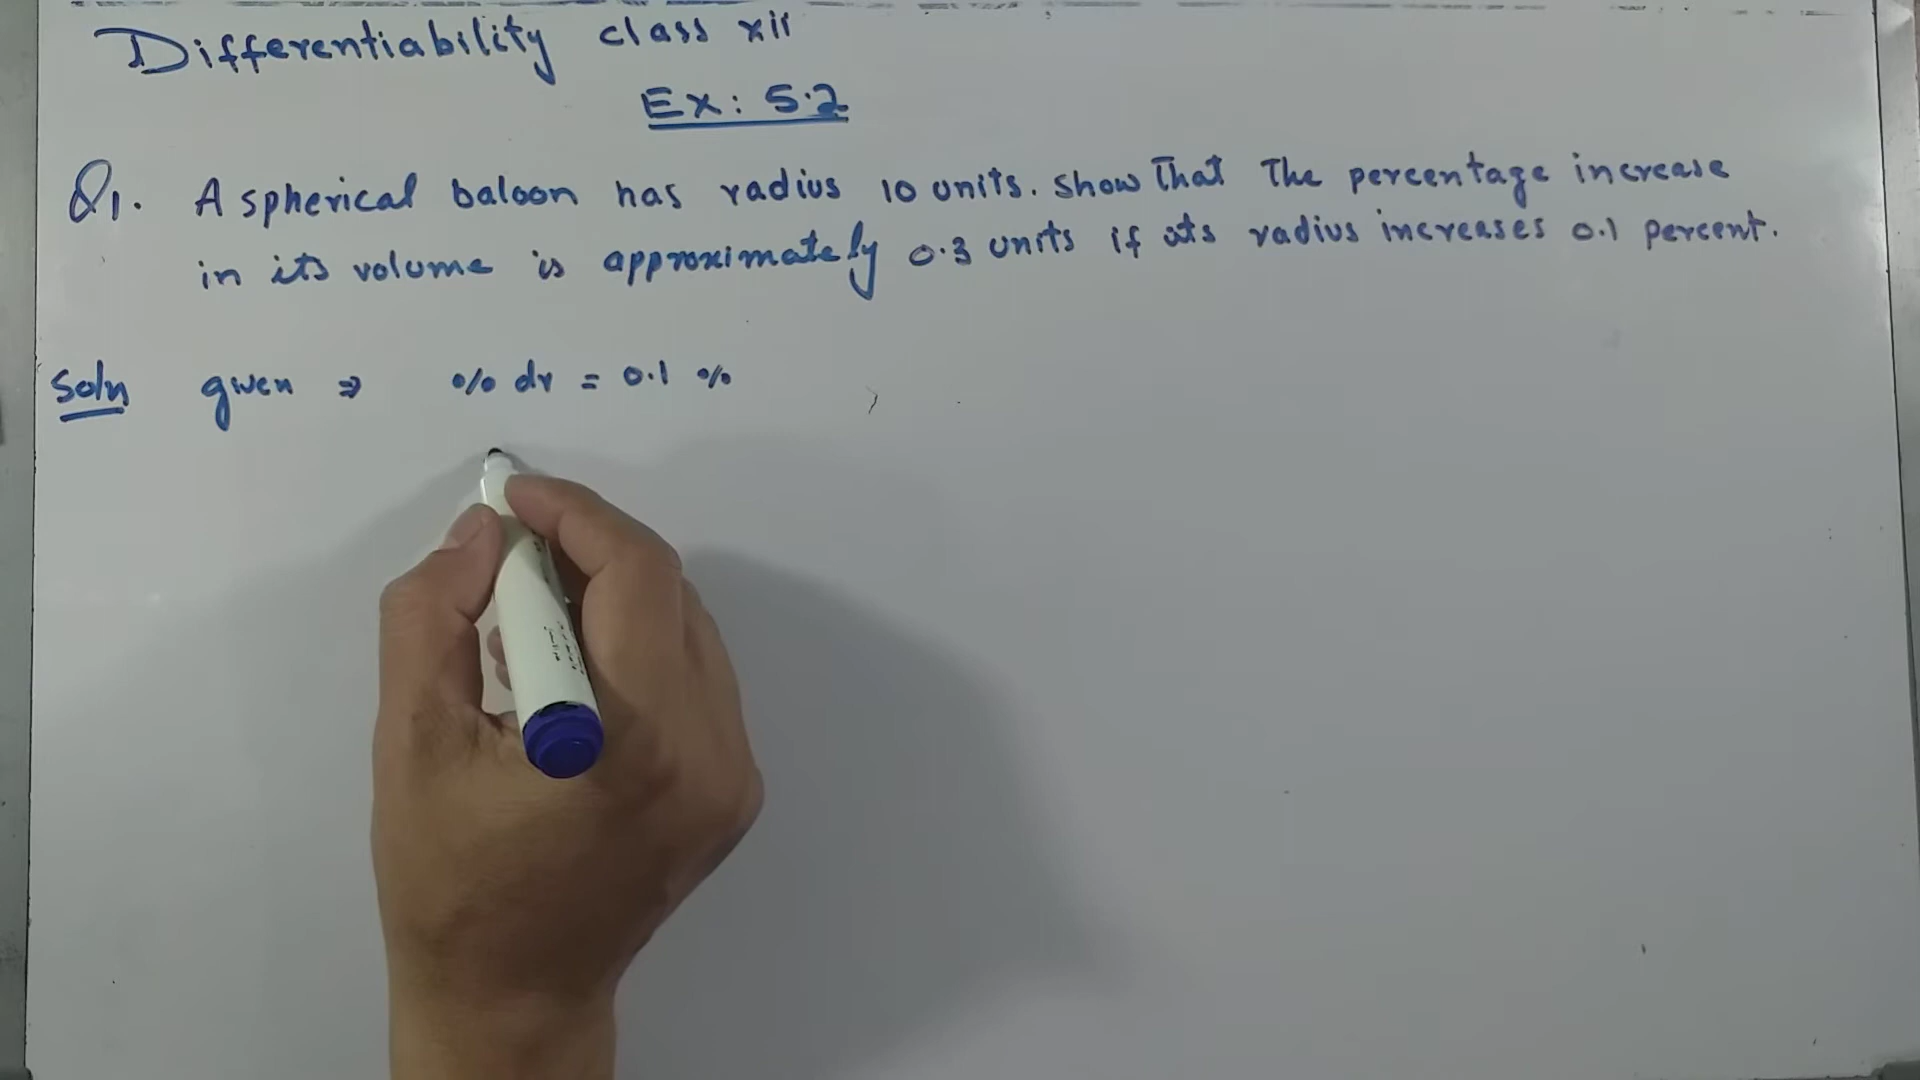 Differentiability class xii
Ex: 5.2
Q1. A spherical baloon has radius 10 units. show That The percentage increase
in its volume is approximately 0.3 units if its radius increases 0.1 percent.
Soln given ⇒ % dr = 0.1 %